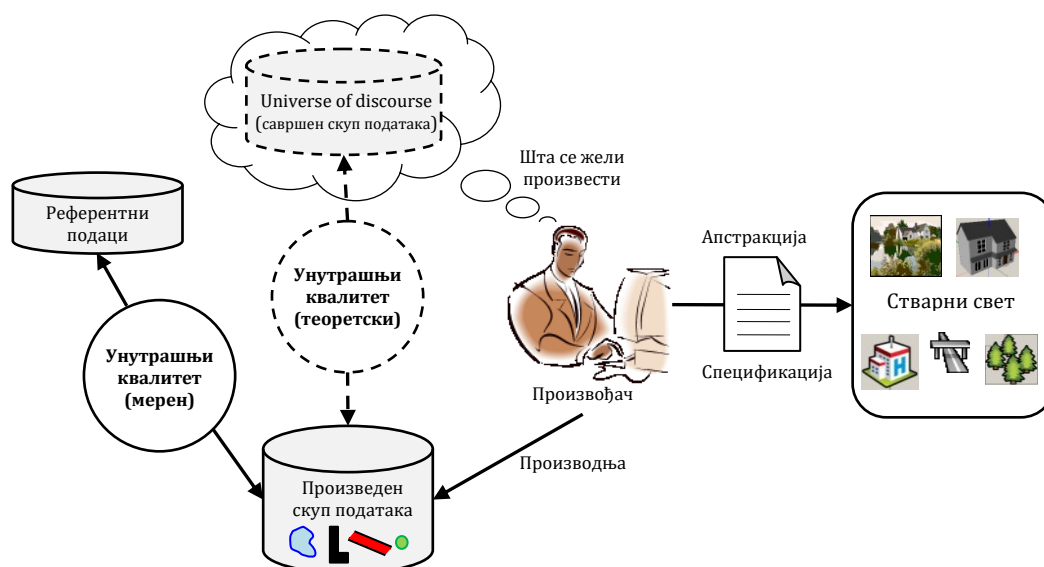 Universe of discourse
(савршен скуп података)
Шта се жели
произвести
Референтни
подаци
Апстракција
Унутрашњи
квалитет
(теоретски)
Стварни свет
Унутрашњи
квалитет
(мерен)
H
Спецификација
Произвођач
Производња
Произведен
скуп података